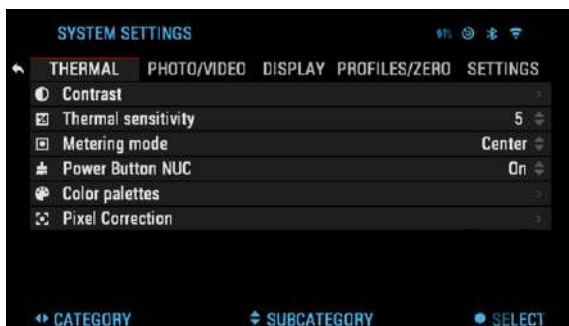 SYSTEM SETTINGS 61%
THERMAL PHOTO/VIDEO DISPLAY PROFILES/ZERO SETTINGS
Contrast
Thermal sensitivity 5
Metering mode Center
Power Button NUC On
Color palettes
Pixel Correction
CATEGORY SUBCATEGORY SELECT